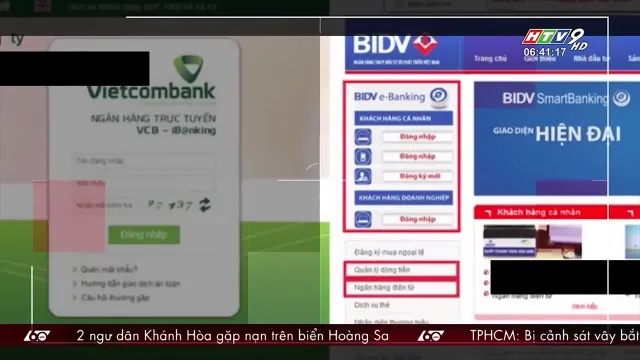 HTV9 HD
06:41:17
ty
Vietcombank
NGÂN HÀNG TRỰC TUYẾN
VCB – iB@nking
Tên đăng nhập
Mật khẩu
Đăng nhập
Quên mật khẩu?
Hướng dẫn giao dịch an toàn
Câu hỏi thường gặp
BIDV
NGÂN HÀNG TMCP ĐẦU TƯ VÀ PHÁT TRIỂN VIỆT NAM
Trang chủ
Giới thiệu
Nhà đầu tư
BIDV e-Banking
KHÁCH HÀNG CÁ NHÂN
Đăng nhập
Đăng nhập
Đăng ký mới
KHÁCH HÀNG DOANH NGHIỆP
Đăng nhập
BIDV SmartBanking
GIAO DIỆN HIỆN ĐẠI
Đăng ký mua ngoại tệ
Quản lý dòng tiền
Ngân hàng điện tử
Dịch vụ thẻ
Khách hàng cá nhân
Ngân hàng điện tử
Xem tiếp
2 ngư dân Khánh Hòa gặp nạn trên biển Hoàng Sa
TPHCM: Bị cảnh sát vây bắt